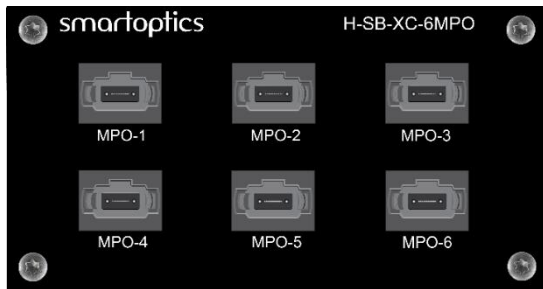 smartoptics H-SB-XC-6MPO
MPO-1 MPO-2 MPO-3
MPO-4 MPO-5 MPO-6